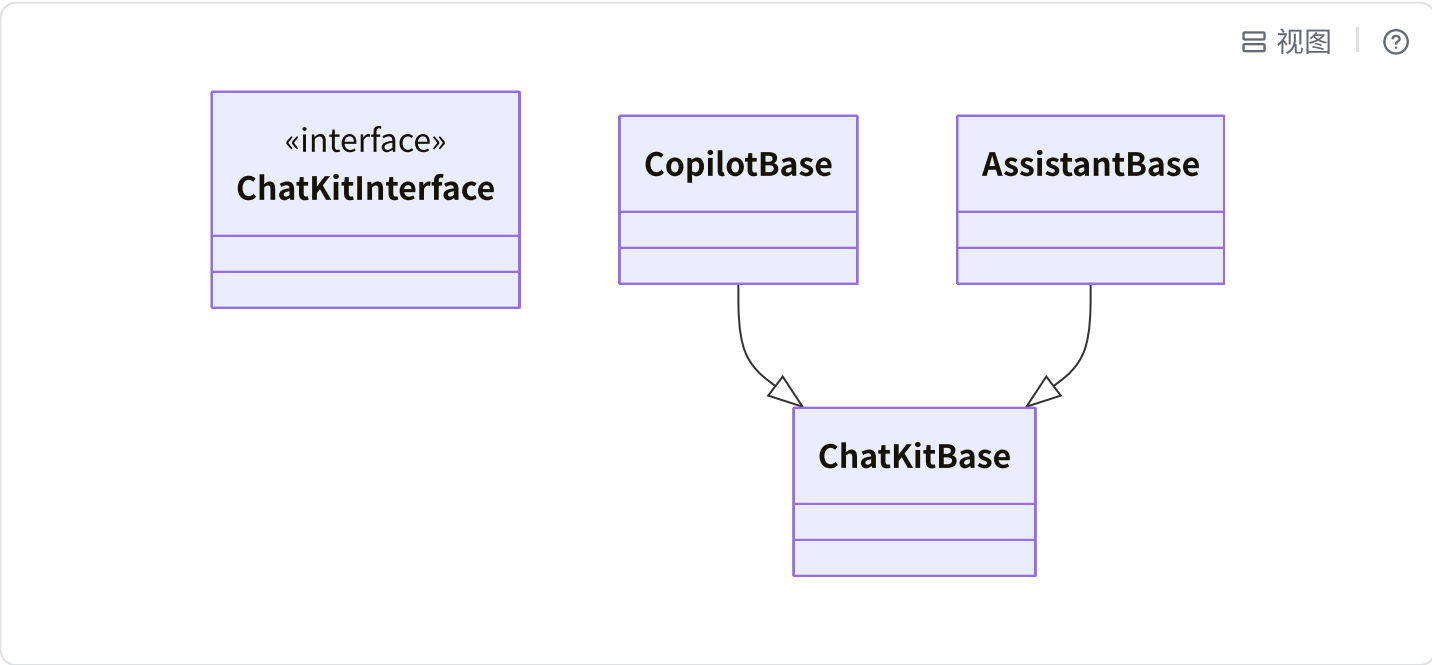 视图
«interface»
ChatKitInterface
CopilotBase
AssistantBase
ChatKitBase